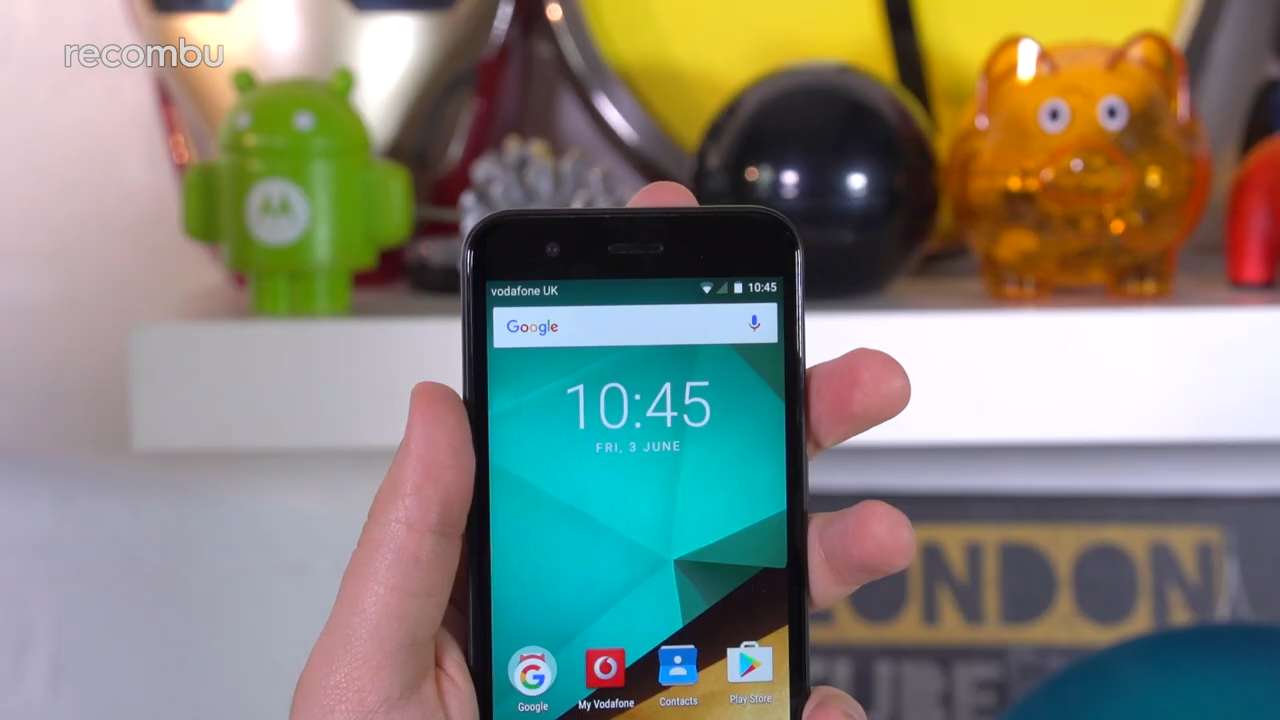 recombu
vodafone UK 10:45
Google
10:45
FRI, 3 JUNE
Google My Vodafone Contacts Play Store
LONDON